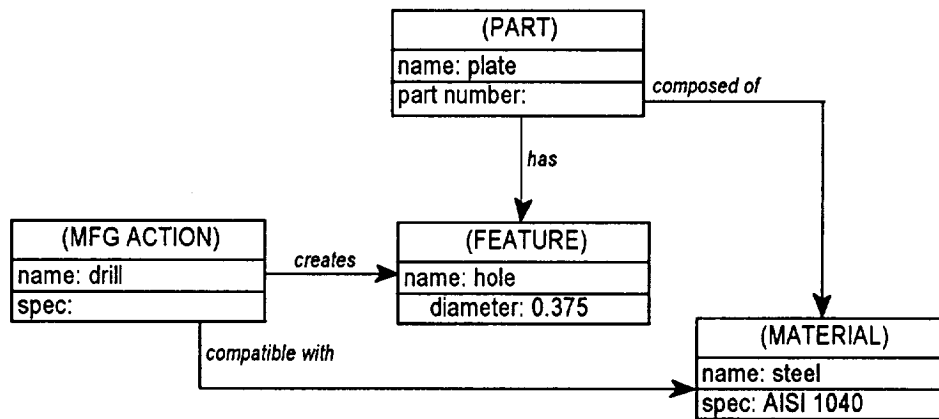 (PART)
name: plate
part number:
composed of
has
(MFG ACTION)
name: drill
spec:
creates
(FEATURE)
name: hole
diameter: 0.375
compatible with
(MATERIAL)
name: steel
spec: AISI 1040